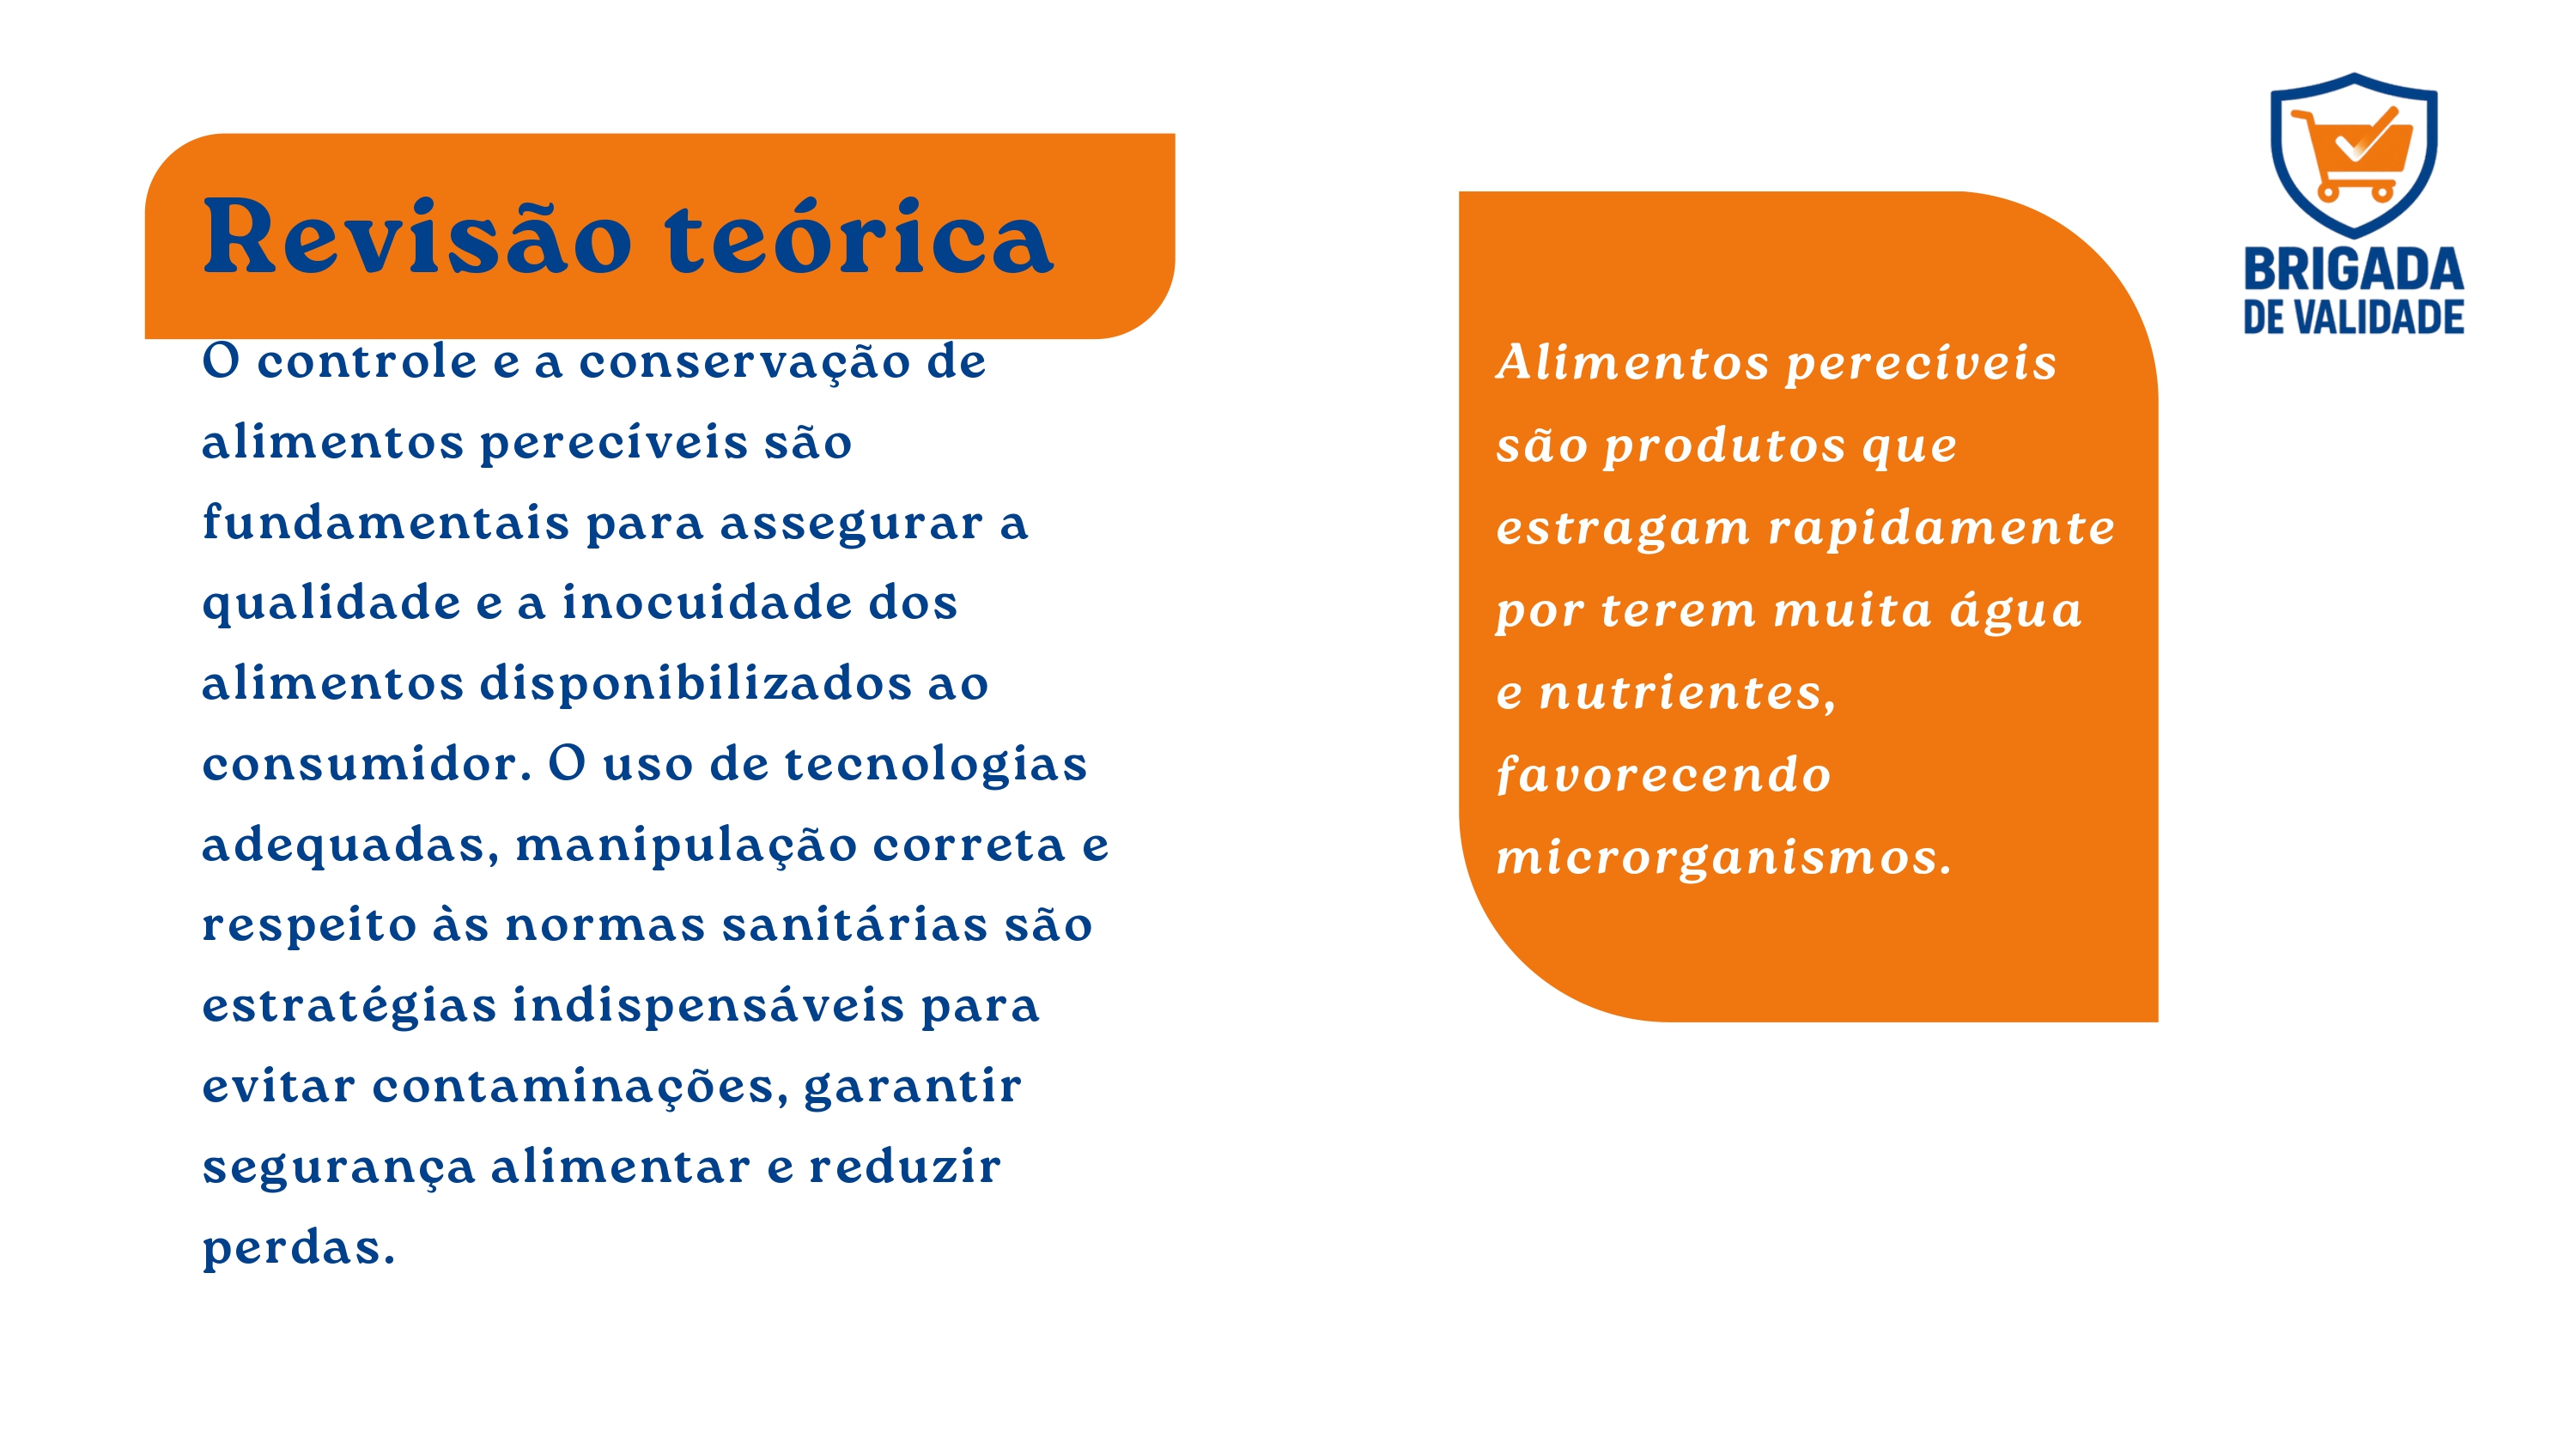 Revisão teórica
O controle e a conservação de
alimentos perecíveis são
fundamentais para assegurar a
qualidade e a inocuidade dos
alimentos disponibilizados ao
consumidor. O uso de tecnologias
adequadas, manipulação correta e
respeito às normas sanitárias são
estratégias indispensáveis para
evitar contaminações, garantir
segurança alimentar e reduzir
perdas.
Alimentos perecíveis
são produtos que
estragam rapidamente
por terem muita água
e nutrientes,
favorecendo
microrganismos.
BRIGADA
DE VALIDADE